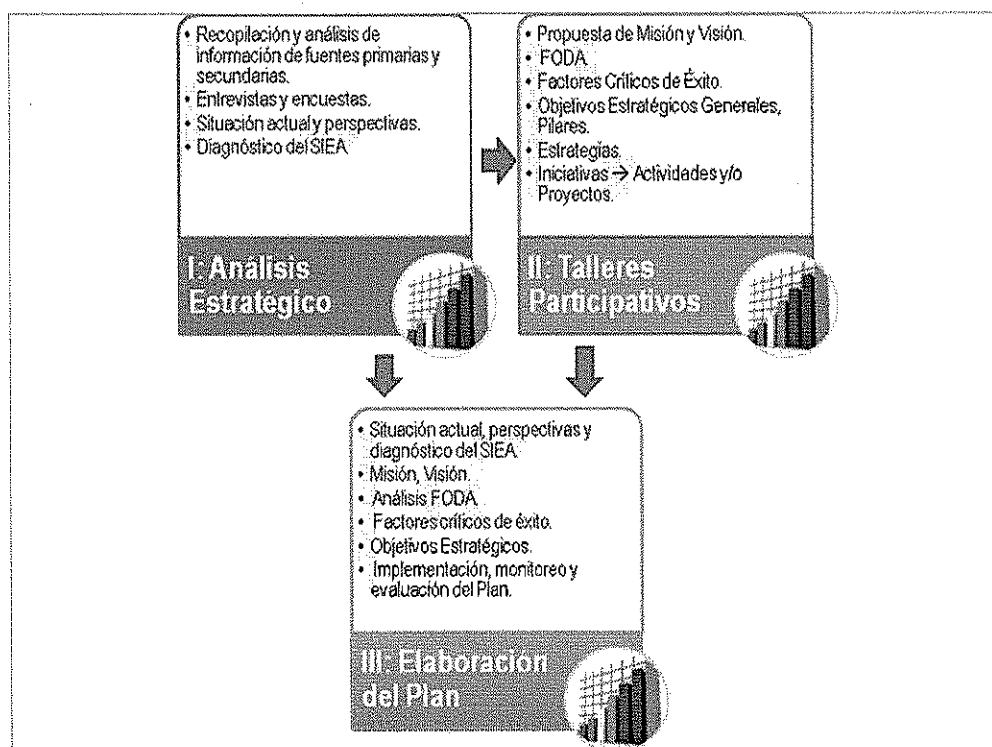 • Recopilación y análisis de
información de fuentes primarias y
secundarias.
• Entrevistas y encuestas.
• Situación actual y perspectivas.
• Diagnóstico del SIEA
I: Análisis
Estratégico
• Propuesta de Misión y Visión.
• FODA.
• Factores Críticos de Éxito.
• Objetivos Estratégicos Generales,
Pilares.
• Estrategias.
• Iniciativas → Actividades y/o
Proyectos.
II: Talleres
Participativos
• Situación actual, perspectivas y
diagnóstico del SIEA
• Misión, Visión.
• Análisis FODA.
• Factores críticos de éxito.
• Objetivos Estratégicos.
• Implementación, monitoreo y
evaluación del Plan.
III: Elaboracion
del Plan